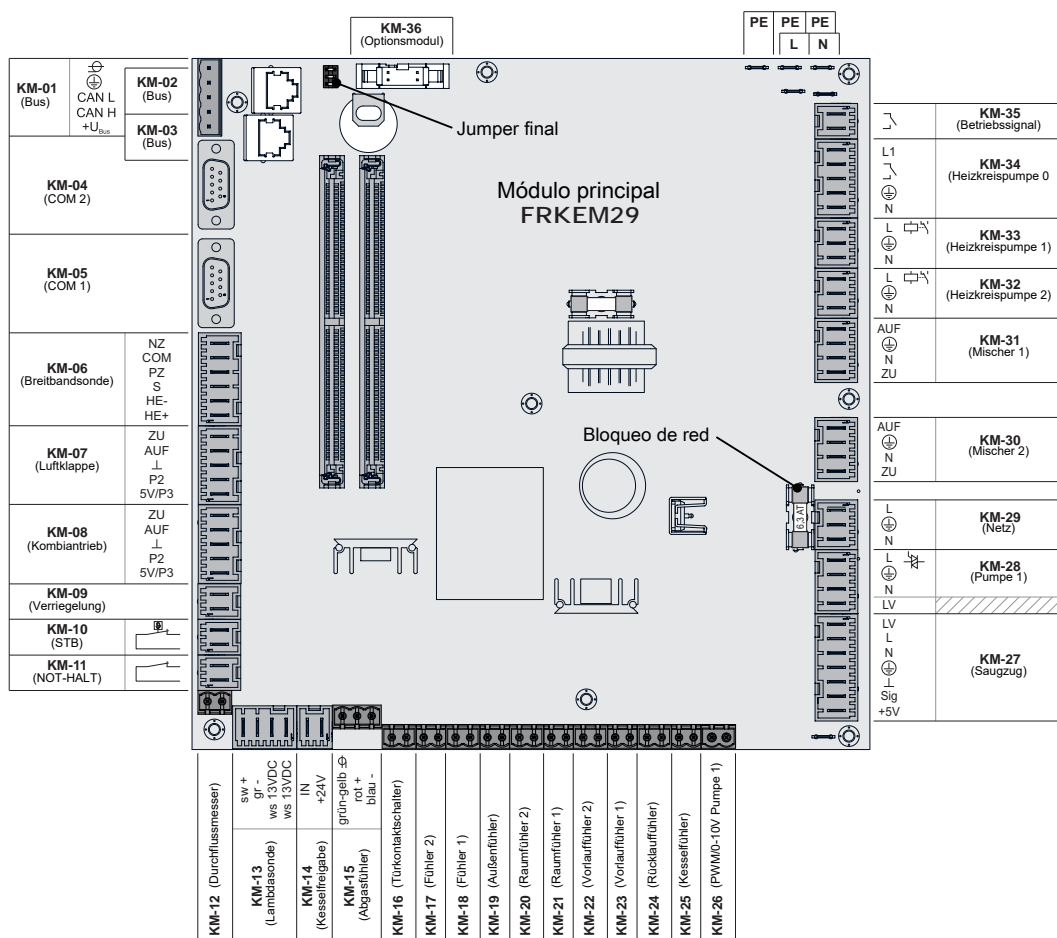 KM-36
(Optionsmodul)
PE PE PE
L N
KM-01
(Bus)
CAN L
CAN H
+U_Bus
KM-02
(Bus)
KM-03
(Bus)
KM-04
(COM 2)
KM-05
(COM 1)
KM-06
(Breitbandsonde)
NZ
COM
PZ
S
HE-
HE+
KM-07
(Luftklappe)
ZU
AUF
⊥
P2
5V/P3
KM-08
(Kombiantrieb)
ZU
AUF
⊥
P2
5V/P3
KM-09
(Verriegelung)
KM-10
(STB)
KM-11
(NOT-HALT)
Jumper final
Módulo principal
FRKEM29
Bloqueo de red
6,3 AT
KM-35
(Betriebssignal)
L1
N
KM-34
(Heizkreispumpe 0
L
N
KM-33
(Heizkreispumpe 1)
L
N
KM-32
(Heizkreispumpe 2)
AUF
N
ZU
KM-31
(Mischer 1)
AUF
N
ZU
KM-30
(Mischer 2)
L
N
KM-29
(Netz)
L
N
LV
KM-28
(Pumpe 1)
LV
L
N
⊥
Sig
+5V
KM-27
(Saugzug)
KM-12 (Durchflussmesser)
sw +
gr -
ws 13VDC
ws 13VDC
KM-13
(Lambdasonde)
IN
+24V
KM-14
(Kesselfreigabe)
grün-gelb
rot +
blau -
KM-15
(Abgasfühler)
KM-16 (Türkontaktschalter)
KM-17 (Fühler 2)
KM-18 (Fühler 1)
KM-19 (Außenfühler)
KM-20 (Raumfühler 2)
KM-21 (Raumfühler 1)
KM-22 (Vorlauffühler 2)
KM-23 (Vorlauffühler 1)
KM-24 (Rücklauffühler)
KM-25 (Kesselfühler)
KM-26 (PWM/0-10V Pumpe 1)